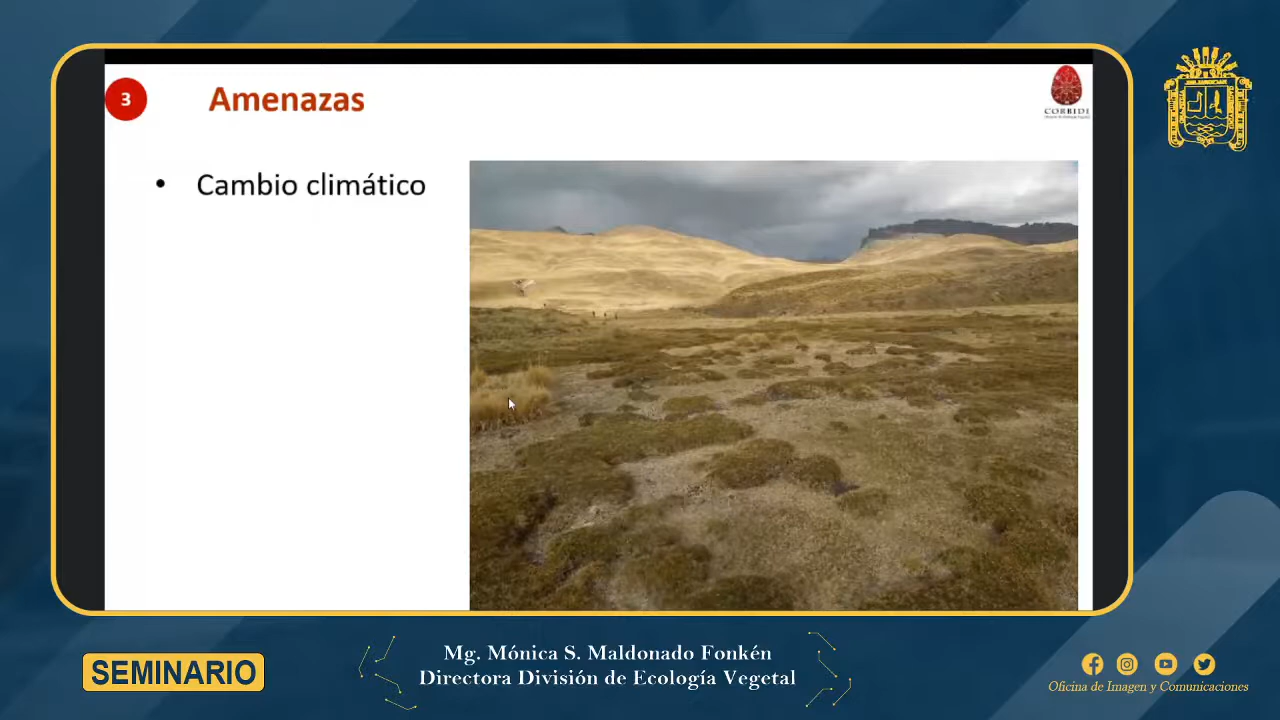 3
Amenazas
CORBIDI
• Cambio climático
Mg. Mónica S. Maldonado Fonkén
Directora División de Ecología Vegetal
SEMINARIO
Oficina de Imagen y Comunicaciones